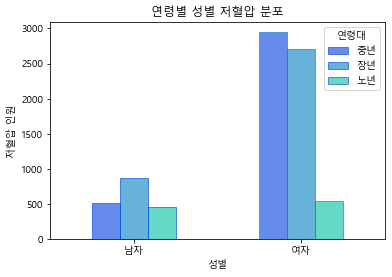 연령별 성별 저혈압 분포
저혈압 인원
3000
2500
2000
1500
1000
500
0
남자
여자
성별
연령대
중년
장년
노년